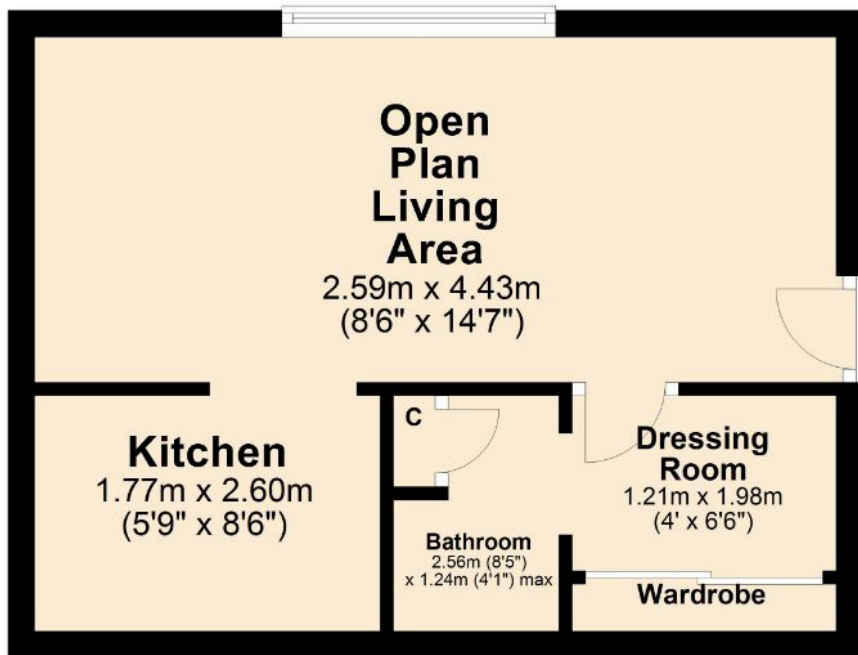 Open
Plan
Living
Area
2.59m x 4.43m
(8'6" x 14'7")
Kitchen
1.77m x 2.60m
(5'9" x 8'6")
C
Bathroom
2.56m (8'5")
x 1.24m (4'1") max
Dressing
Room
1.21m x 1.98m
(4' x 6'6")
Wardrobe